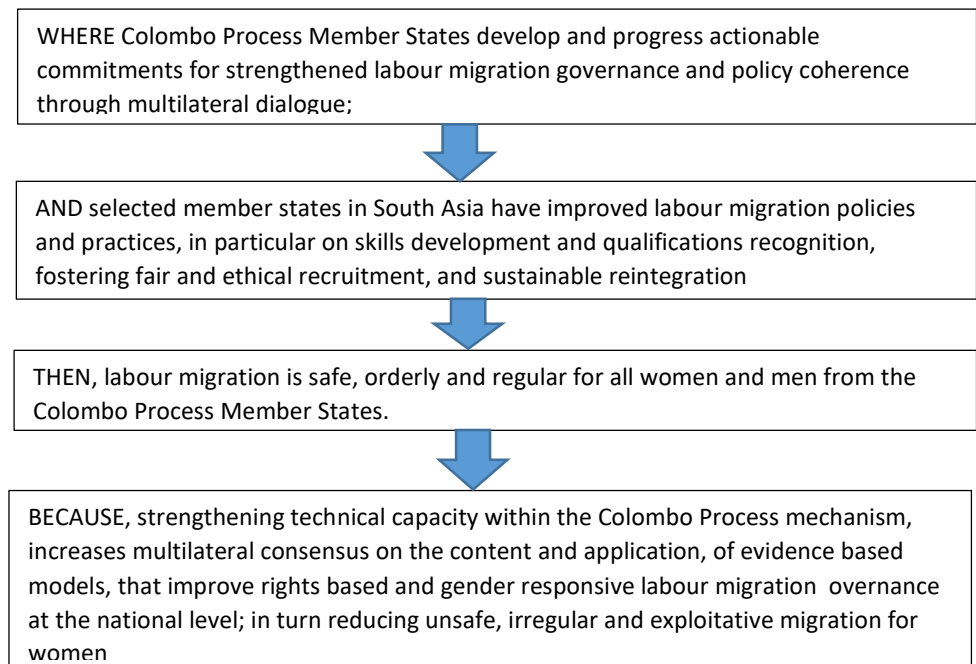 WHERE Colombo Process Member States develop and progress actionable
commitments for strengthened labour migration governance and policy coherence
through multilateral dialogue;
AND selected member states in South Asia have improved labour migration policies
and practices, in particular on skills development and qualifications recognition,
fostering fair and ethical recruitment, and sustainable reintegration
THEN, labour migration is safe, orderly and regular for all women and men from the
Colombo Process Member States.
BECAUSE, strengthening technical capacity within the Colombo Process mechanism,
increases multilateral consensus on the content and application, of evidence based
models, that improve rights based and gender responsive labour migration  overnance
at the national level; in turn reducing unsafe, irregular and exploitative migration for
women